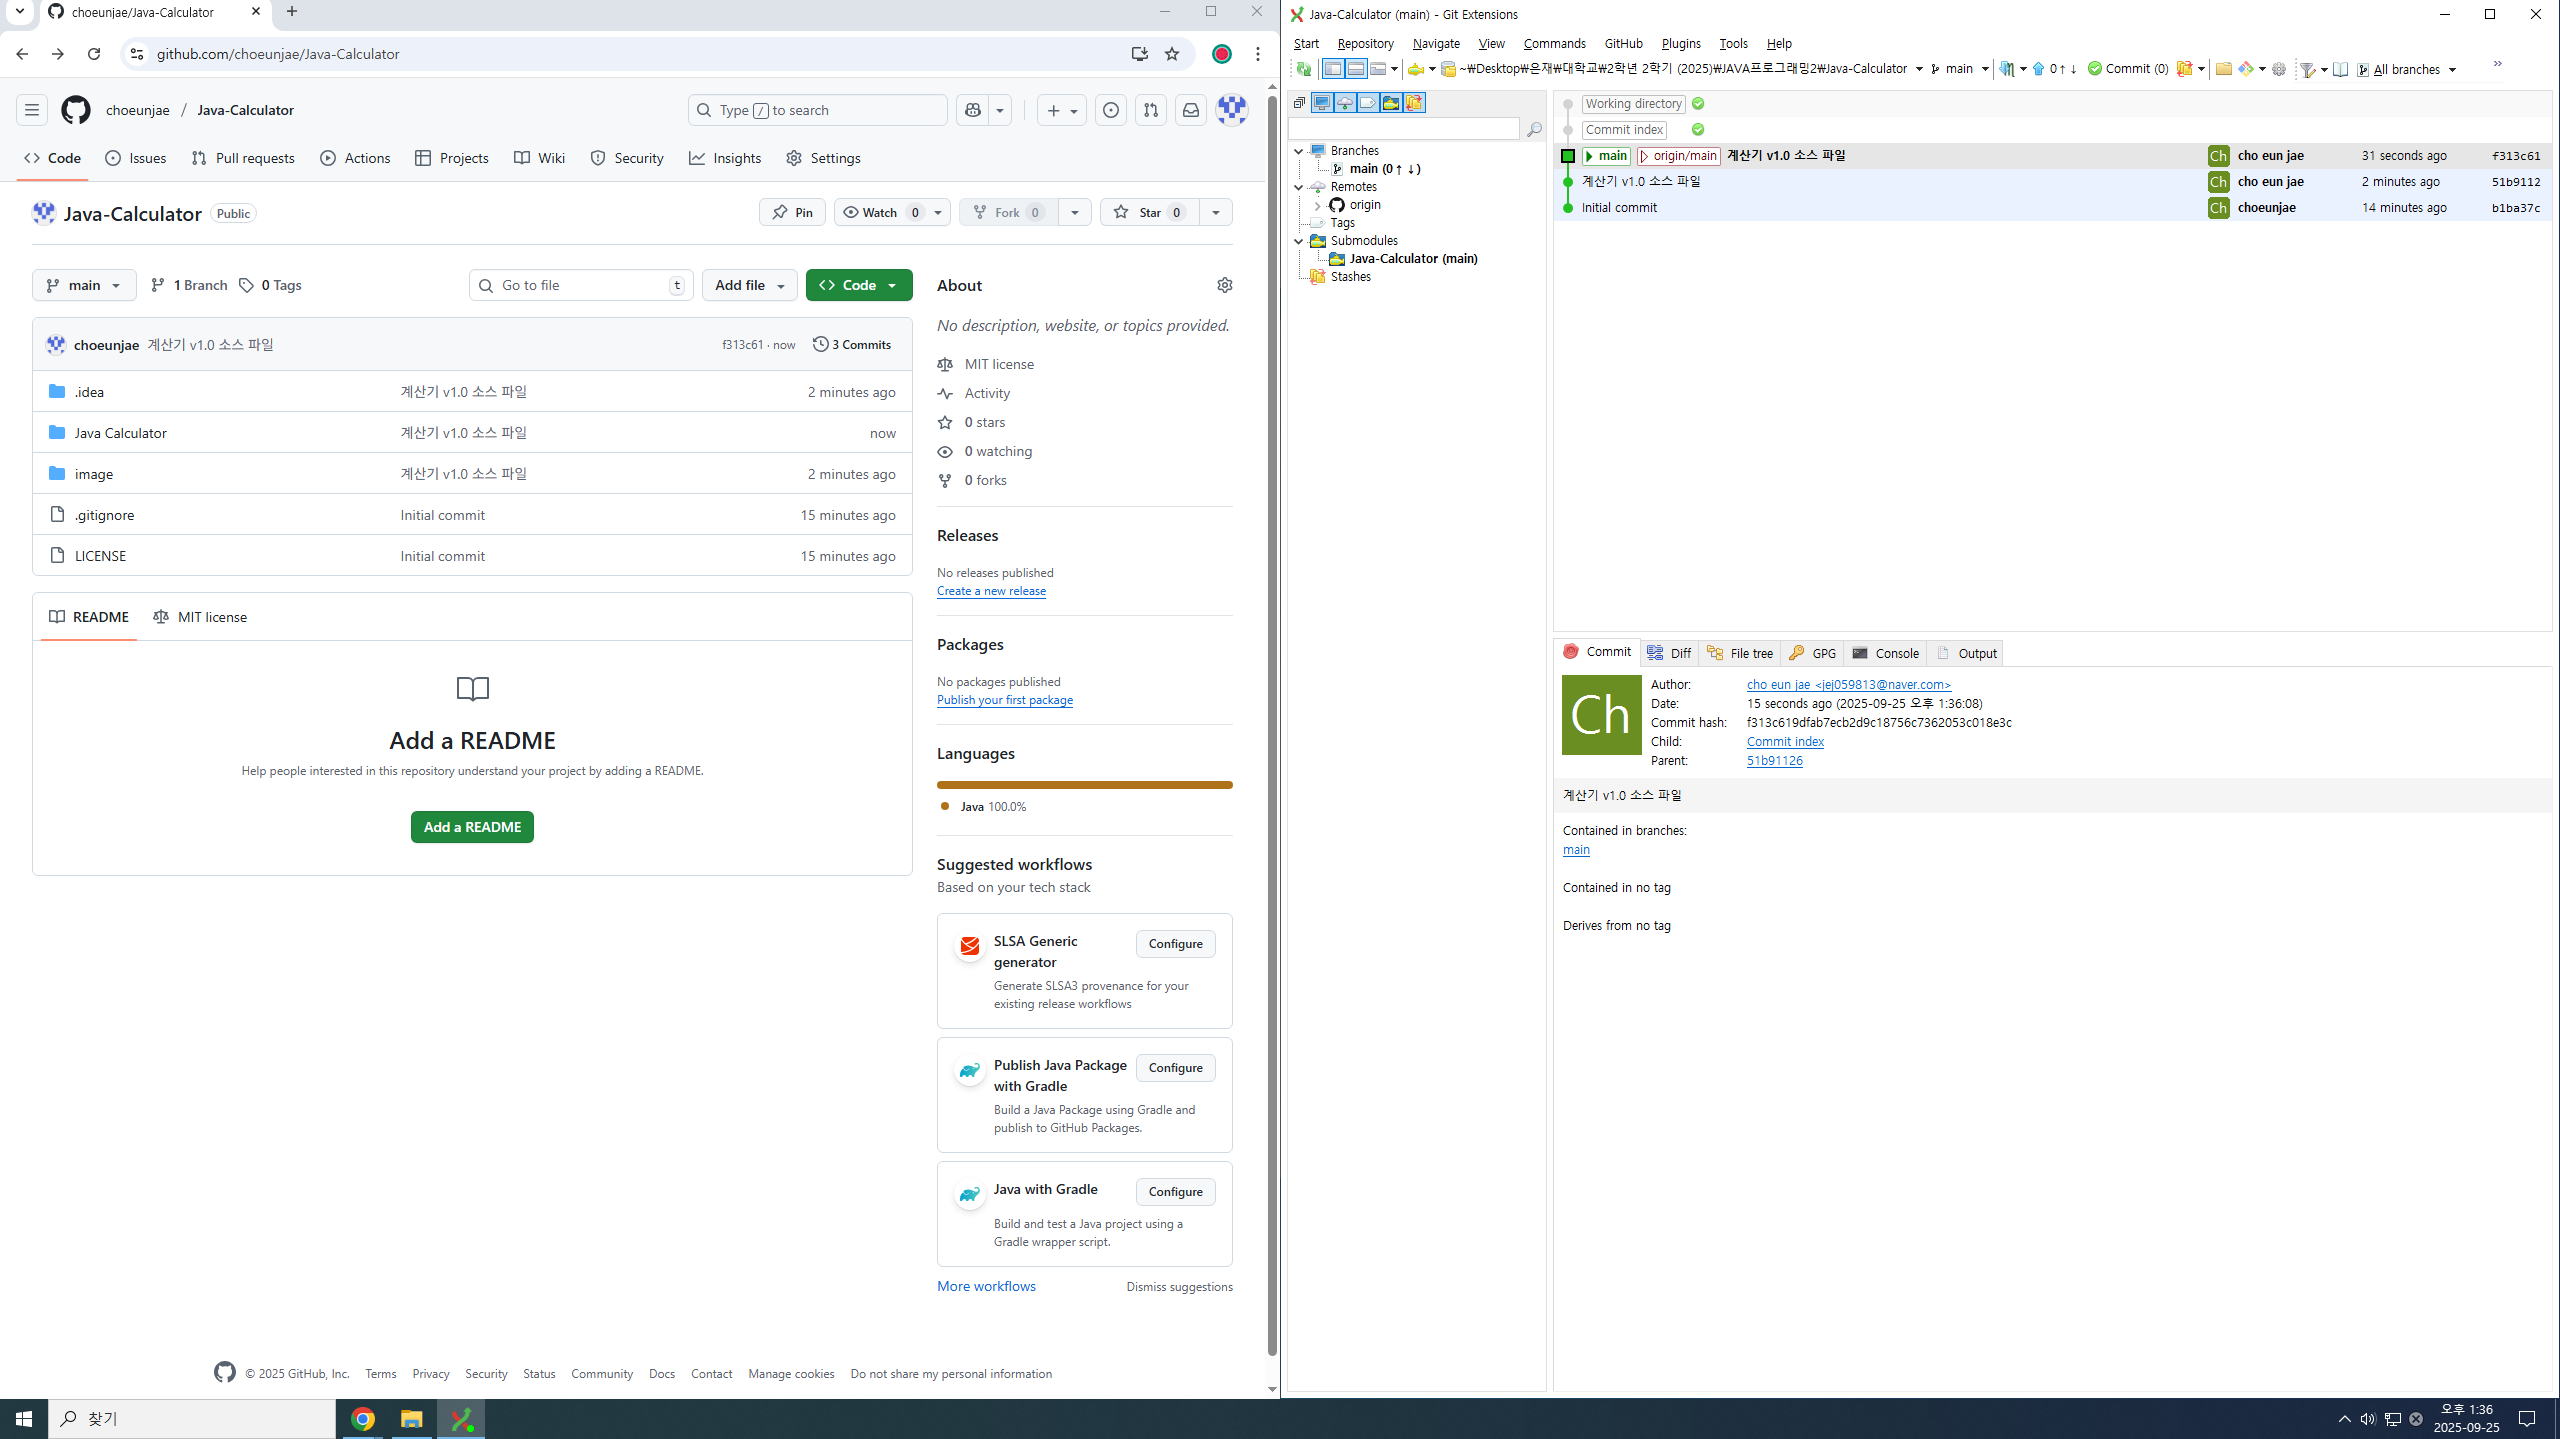 choeunjae/Java-Calculator
github.com/choeunjae/Java-Calculator
choeunjae / Java-Calculator
Type / to search
Code Issues Pull requests Actions Projects Wiki Security Insights Settings
Java-Calculator Public
Pin Watch 0 Fork 0 Star 0
main 1 Branch 0 Tags Go to file t Add file Code
choeunjae 계산기 v1.0 소스 파일 f313c61 · now 3 Commits
.idea 계산기 v1.0 소스 파일 2 minutes ago
Java Calculator 계산기 v1.0 소스 파일 now
image 계산기 v1.0 소스 파일 2 minutes ago
.gitignore Initial commit 15 minutes ago
LICENSE Initial commit 15 minutes ago
README MIT license
Add a README
Help people interested in this repository understand your project by adding a README.
Add a README
About
No description, website, or topics provided.
MIT license
Activity
0 stars
0 watching
0 forks
Releases
No releases published
Create a new release
Packages
No packages published
Publish your first package
Languages
Java 100.0%
Suggested workflows
Based on your tech stack
SLSA Generic generator Configure
Generate SLSA3 provenance for your
existing release workflows
Publish Java Package with Gradle Configure
Build a Java Package using Gradle and
publish to GitHub Packages.
Java with Gradle Configure
Build and test a Java project using a
Gradle wrapper script.
More workflows Dismiss suggestions
© 2025 GitHub, Inc. Terms Privacy Security Status Community Docs Contact Manage cookies Do not share my personal information
Java-Calculator (main) - Git Extensions
Start Repository Navigate View Commands GitHub Plugins Tools Help
~₩Desktop₩은재₩대학교₩2학년 2학기 (2025)₩JAVA프로그래밍2₩Java-Calculator main 0↑ ↓ Commit (0) All branches »
Branches
main (0↑ ↓)
Remotes
origin
Tags
Submodules
Java-Calculator (main)
Stashes
Working directory
Commit index
main origin/main 계산기 v1.0 소스 파일 Ch cho eun jae 31 seconds ago f313c61
계산기 v1.0 소스 파일 Ch cho eun jae 2 minutes ago 51b9112
Initial commit Ch choeunjae 14 minutes ago b1ba37c
Commit Diff File tree GPG Console Output
Ch
Author: cho eun jae <jej059813@naver.com>
Date: 15 seconds ago (2025-09-25 오후 1:36:08)
Commit hash: f313c619dfab7ecb2d9c18756c7362053c018e3c
Child: Commit index
Parent: 51b91126
계산기 v1.0 소스 파일
Contained in branches:
main
Contained in no tag
Derives from no tag
찾기
오후 1:36
2025-09-25